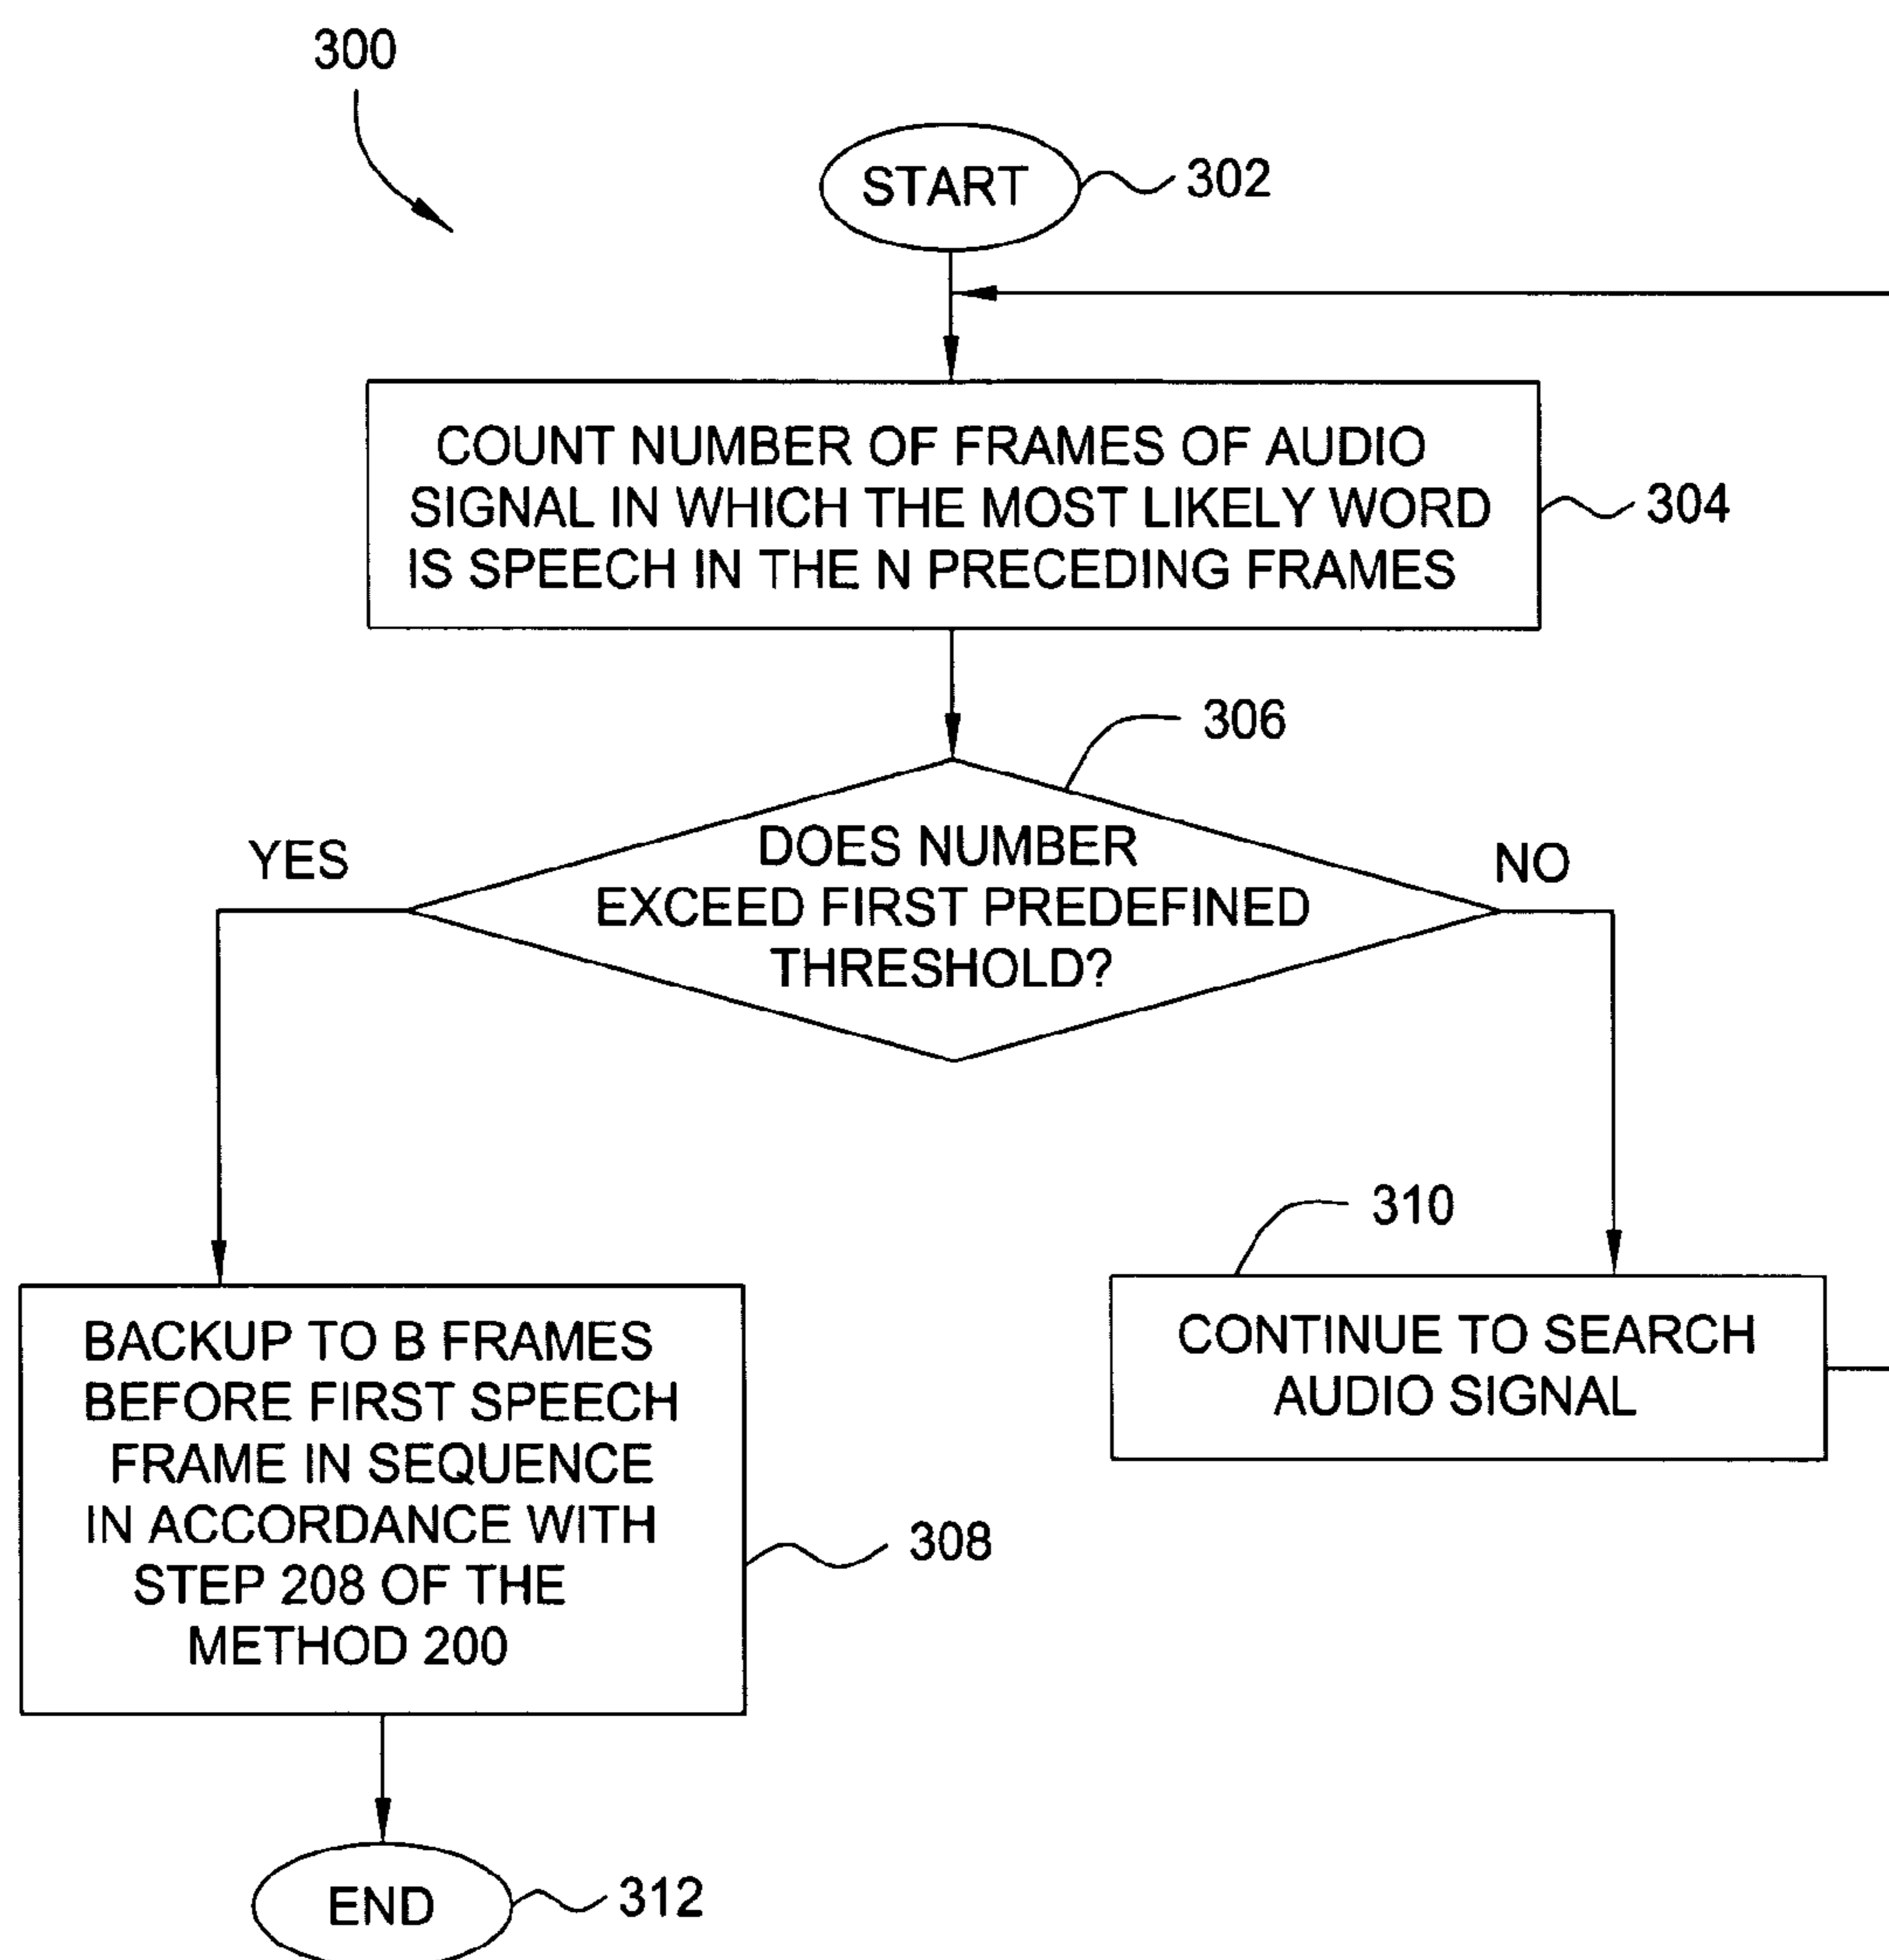 300
START
302
COUNT NUMBER OF FRAMES OF AUDIO
SIGNAL IN WHICH THE MOST LIKELY WORD
IS SPEECH IN THE N PRECEDING FRAMES
304
306
DOES NUMBER
EXCEED FIRST PREDEFINED
THRESHOLD?
YES
NO
310
CONTINUE TO SEARCH
AUDIO SIGNAL
BACKUP TO B FRAMES
BEFORE FIRST SPEECH
FRAME IN SEQUENCE
IN ACCORDANCE WITH
STEP 208 OF THE
METHOD 200
308
END
312